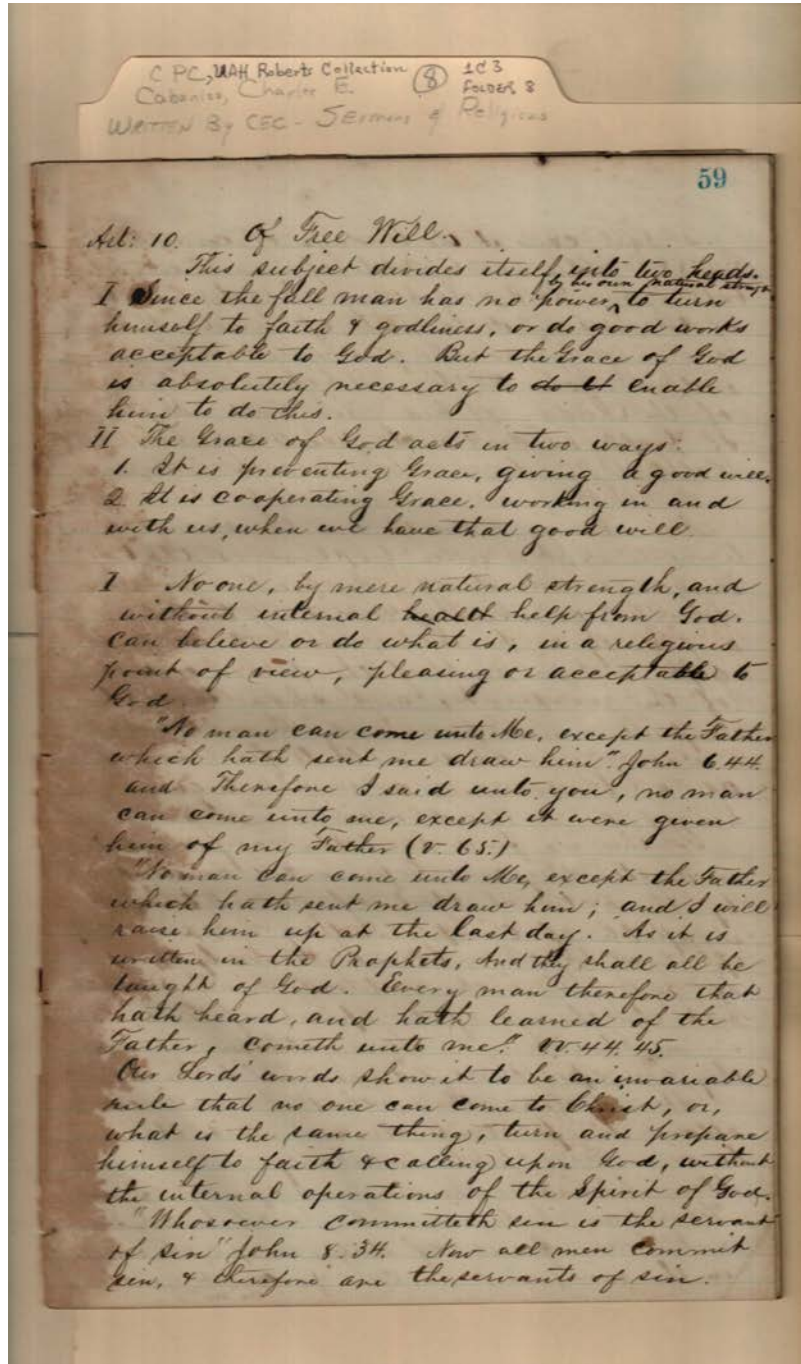 C PC, UAH Roberts Collection (8) 1C3
Cabaniss, Charles E. FOLDER 8
WRITTEN By CEC - Sermons & Religious
59
Art: 10. Of Free Will.
This subject divides itself into two heads.
by his own natural strength
I Since the fall man has no power to turn
himself to faith & godliness, or do good works
acceptable to God. But the Grace of God
is absolutely necessary to do it enable
him to do this.
II The Grace of God acts in two ways:
1. It is preventing Grace, giving a good will.
2 It is cooperating Grace, working in and
with us, when we have that good will.
I No one, by mere natural strength, and
without internal healt help from God.
can believe or do what is, in a religious
point of view, pleasing or acceptable to
God.
"No man can come unto Me, except the Father
which hath sent me draw him". John 6.44.
and Therefore I said unto you, no man
can come unto me, except it were given
him of my Father (v. 65.)
"No man can come unto Me, except the Father
which hath sent me draw him; and I will
raise him up at the last day. As it is
written in the Prophets, And they shall all be
taught of God. Every man therefore that
hath heard, and hath learned of the
Father, cometh unto me." vv. 44. 45.
Our Lord's words show it to be an invariable
rule that no one can come to Christ, or,
what is the same thing, turn and prepare
himself to faith & calling upon God, without
the internal operations of the Spirit of God.
"Whosoever committeth sin is the servant
of sin" John 8.34. Now all men commit
sin, & therefore are the servants of sin.